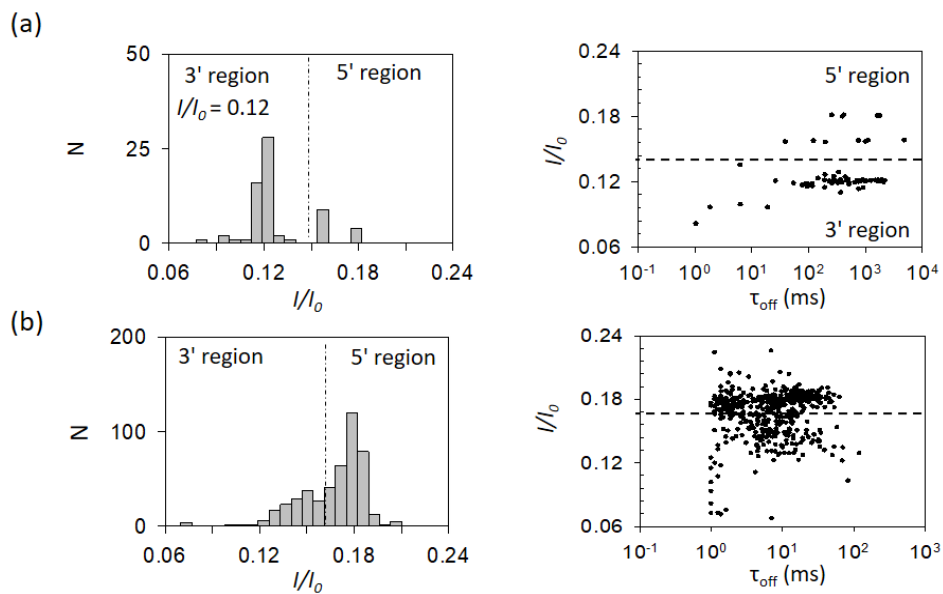 (a)
50
25
0
N
3' region
I/I₀ = 0.12
5' region
0.06 0.12 0.18 0.24
I/I₀
0.24
0.18
0.12
0.06
I/I₀
5' region
3' region
10⁻¹ 10⁰ 10¹ 10² 10³ 10⁴
τoff (ms)
(b)
200
100
0
N
3' region
5' region
0.06 0.12 0.18 0.24
I/I₀
0.24
0.18
0.12
0.06
I/I₀
10⁻¹ 10⁰ 10¹ 10² 10³
τoff (ms)